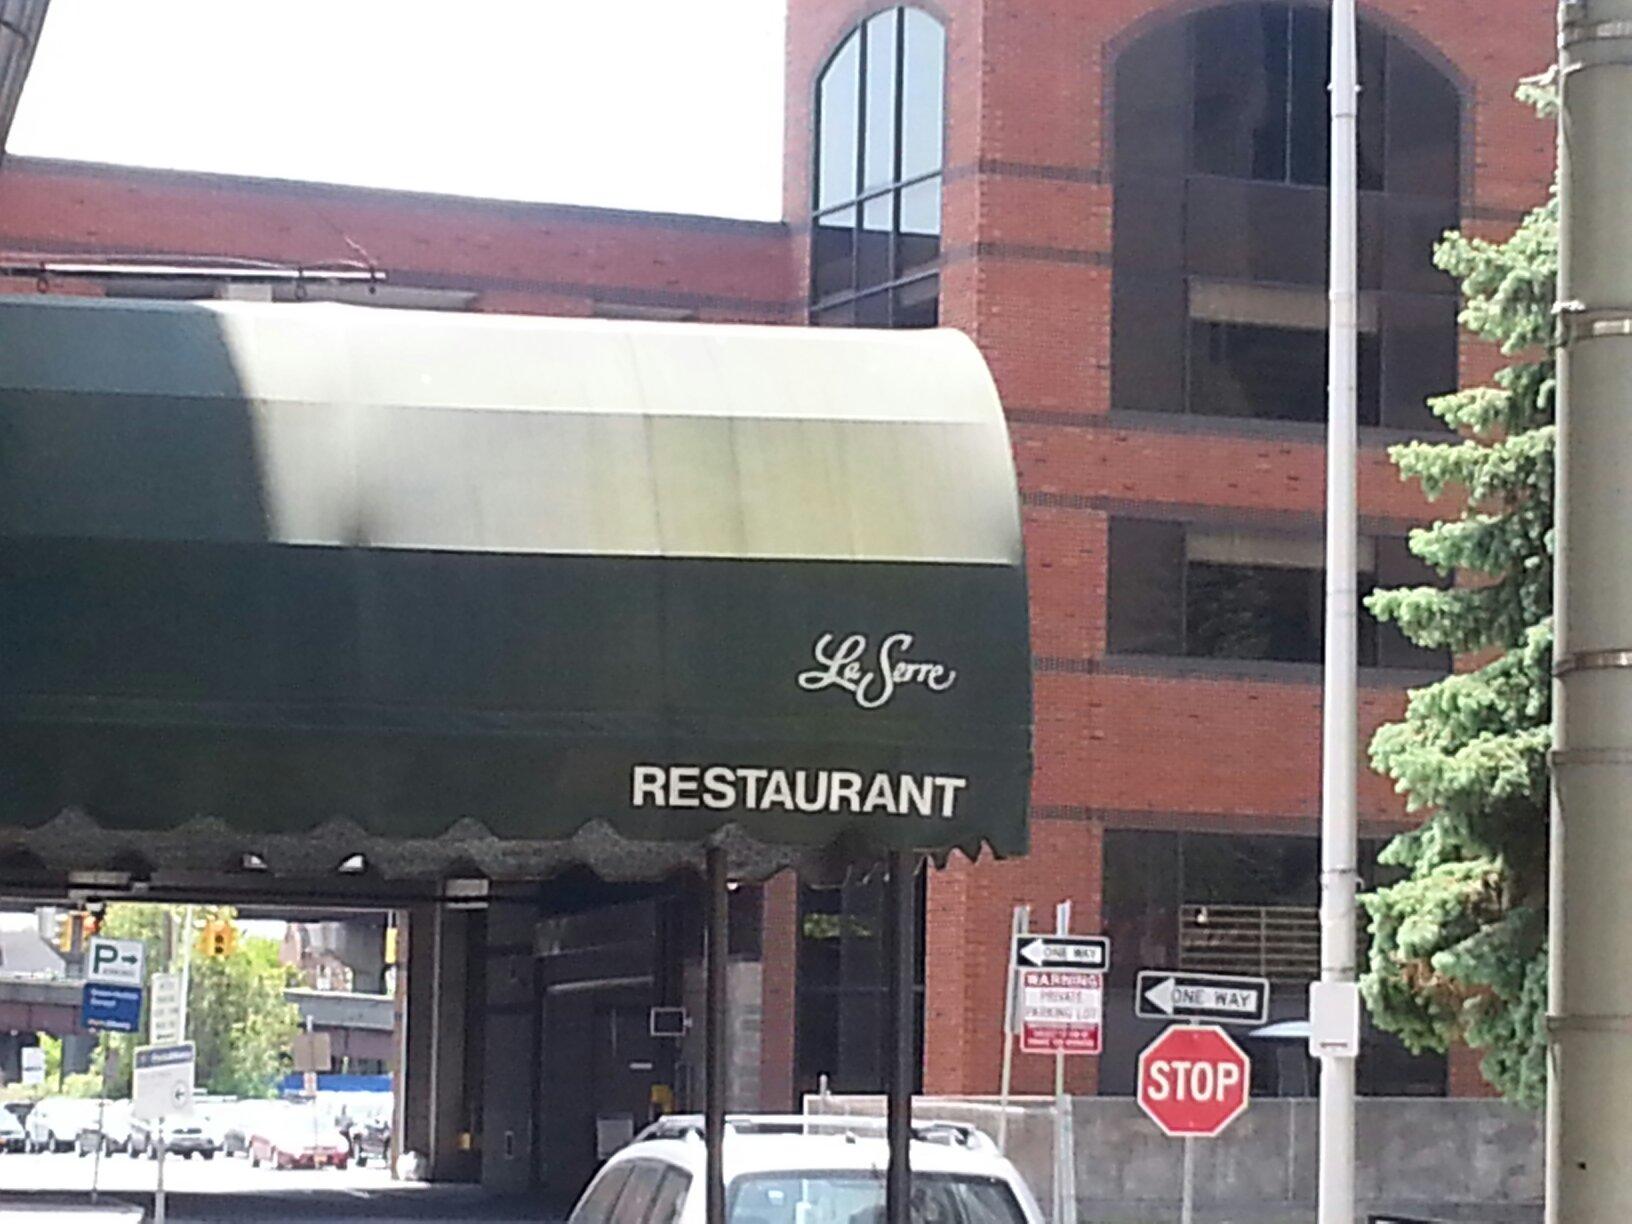 La Serre
RESTAURANT
P→
ONE WAY
WARNING
PRIVATE
PARKING LOT
ONE WAY
STOP